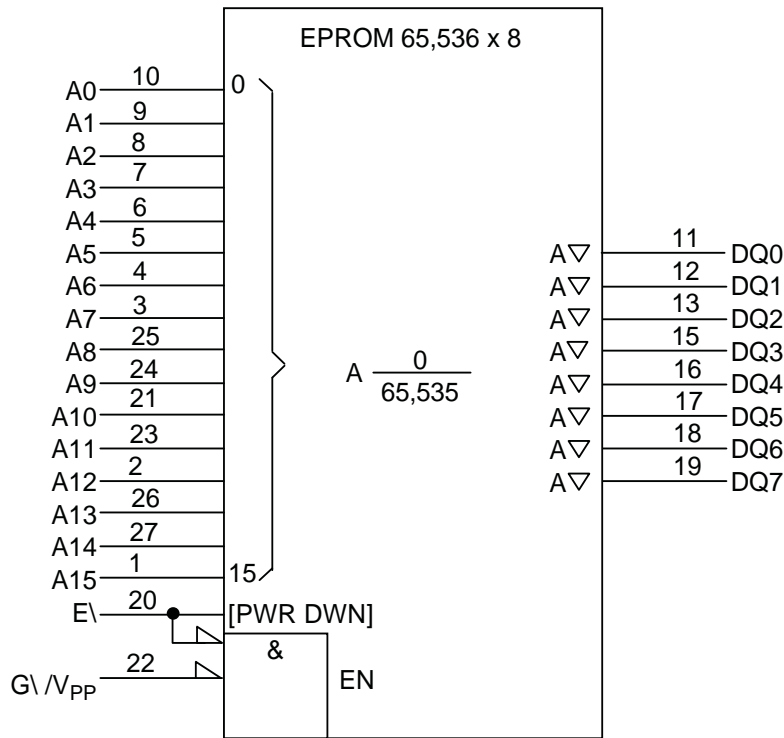 EPROM 65,536 x 8
A0 10 0
A1 9
A2 8
A3 7
A4 6
A5 5 A 11 DQ0
A6 4 A 12 DQ1
A7 3 A 13 DQ2
A8 25 A 15 DQ3
A9 24 A 0 A 16 DQ4
65,535
A10 21 A 17 DQ5
A11 23 A 18 DQ6
A12 2 A 19 DQ7
A13 26
A14 27
A15 1 15
E\ 20 [PWR DWN]
&
G\ /VPP 22 EN